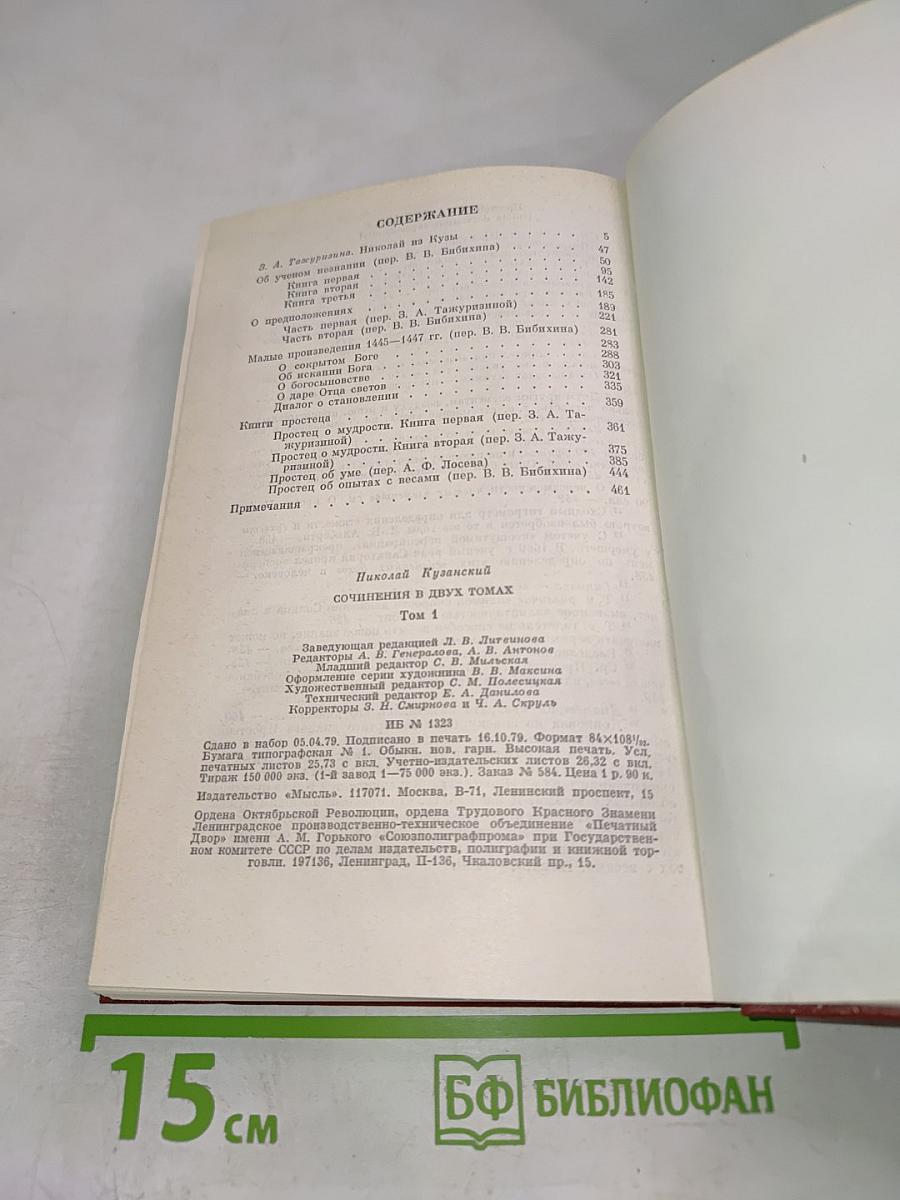 СОДЕРЖАНИЕ
З. А. Тажуризина. Николай из Кузы . . . . . . . . 5
Об ученом незнании (пер. В. В. Бибихина) . . . . . 47
Книга первая . . . . . . . . . . . . 50
Книга вторая . . . . . . . . . . . . 95
Книга третья . . . . . . . . . . . . 142
О предположениях . . . . . . . . . . . . 185
Часть первая (пер. З. А. Тажуризиной) . . . . 189
Часть вторая (пер. В. В. Бибихина) . . . . . 221
Малые произведения 1445—1447 гг. (пер. В. В. Бибихина) 281
О сокрытом Боге . . . . . . . . . . . 283
Об искании Бога . . . . . . . . . . . 288
О богосыновстве . . . . . . . . . . . 303
О даре Отца светов . . . . . . . . . . 321
Диалог о становлении . . . . . . . . . 335
Книги простеца . . . . . . . . . . . . . 359
Простец о мудрости. Книга первая (пер. З. А. Та-
журизиной) . . . . . . . . . . . . 361
Простец о мудрости. Книга вторая (пер. З. А. Тажу-
ризиной) . . . . . . . . . . . . . 375
Простец об уме (пер. А. Ф. Лосева) . . . . . 385
Простец об опытах с весами (пер. В. В. Бибихина) 444
Примечания . . . . . . . . . . . . . . . 461
Николай Кузанский
СОЧИНЕНИЯ В ДВУХ ТОМАХ
Том 1
Заведующая редакцией Л. В. Литвинова
Редакторы А. В. Генералова, А. В. Антонов
Младший редактор С. В. Мильская
Оформление серии художника В. В. Максина
Художественный редактор С. М. Полесицкая
Технический редактор Е. А. Данилова
Корректоры З. Н. Смирнова и Ч. А. Скруль
ИБ № 1323
Сдано в набор 05.04.79. Подписано в печать 16.10.79. Формат 84×108¹/₃₂.
Бумага типографская № 1. Обыкн. нов. гарн. Высокая печать. Усл.
печатных листов 25,73 с вкл. Учетно-издательских листов 26,32 с вкл.
Тираж 150 000 экз. (1-й завод 1—75 000 экз.). Заказ № 584. Цена 1 р. 90 к.
Издательство «Мысль». 117071. Москва, В-71, Ленинский проспект, 15
Ордена Октябрьской Революции, ордена Трудового Красного Знамени
Ленинградское производственно-техническое объединение «Печатный
Двор» имени А. М. Горького «Союзполиграфпрома» при Государствен-
ном комитете СССР по делам издательств, полиграфии и книжной тор-
говли. 197136, Ленинград, П-136, Чкаловский пр., 15.
15 см
БФ БИБЛИОФАН